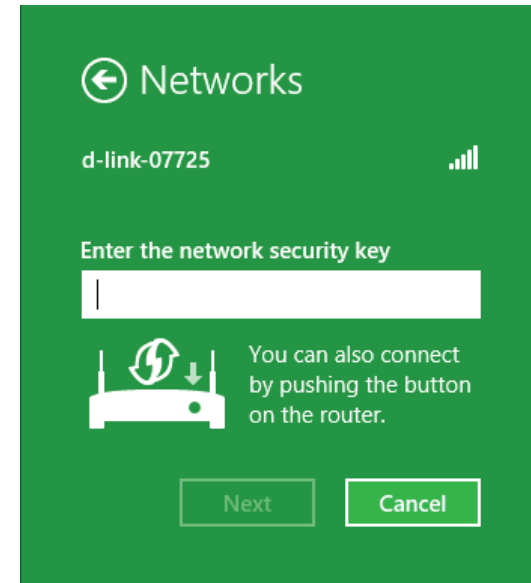 Networks
d-link-07725
Enter the network security key
You can also connect
by pushing the button
on the router.
Next
Cancel